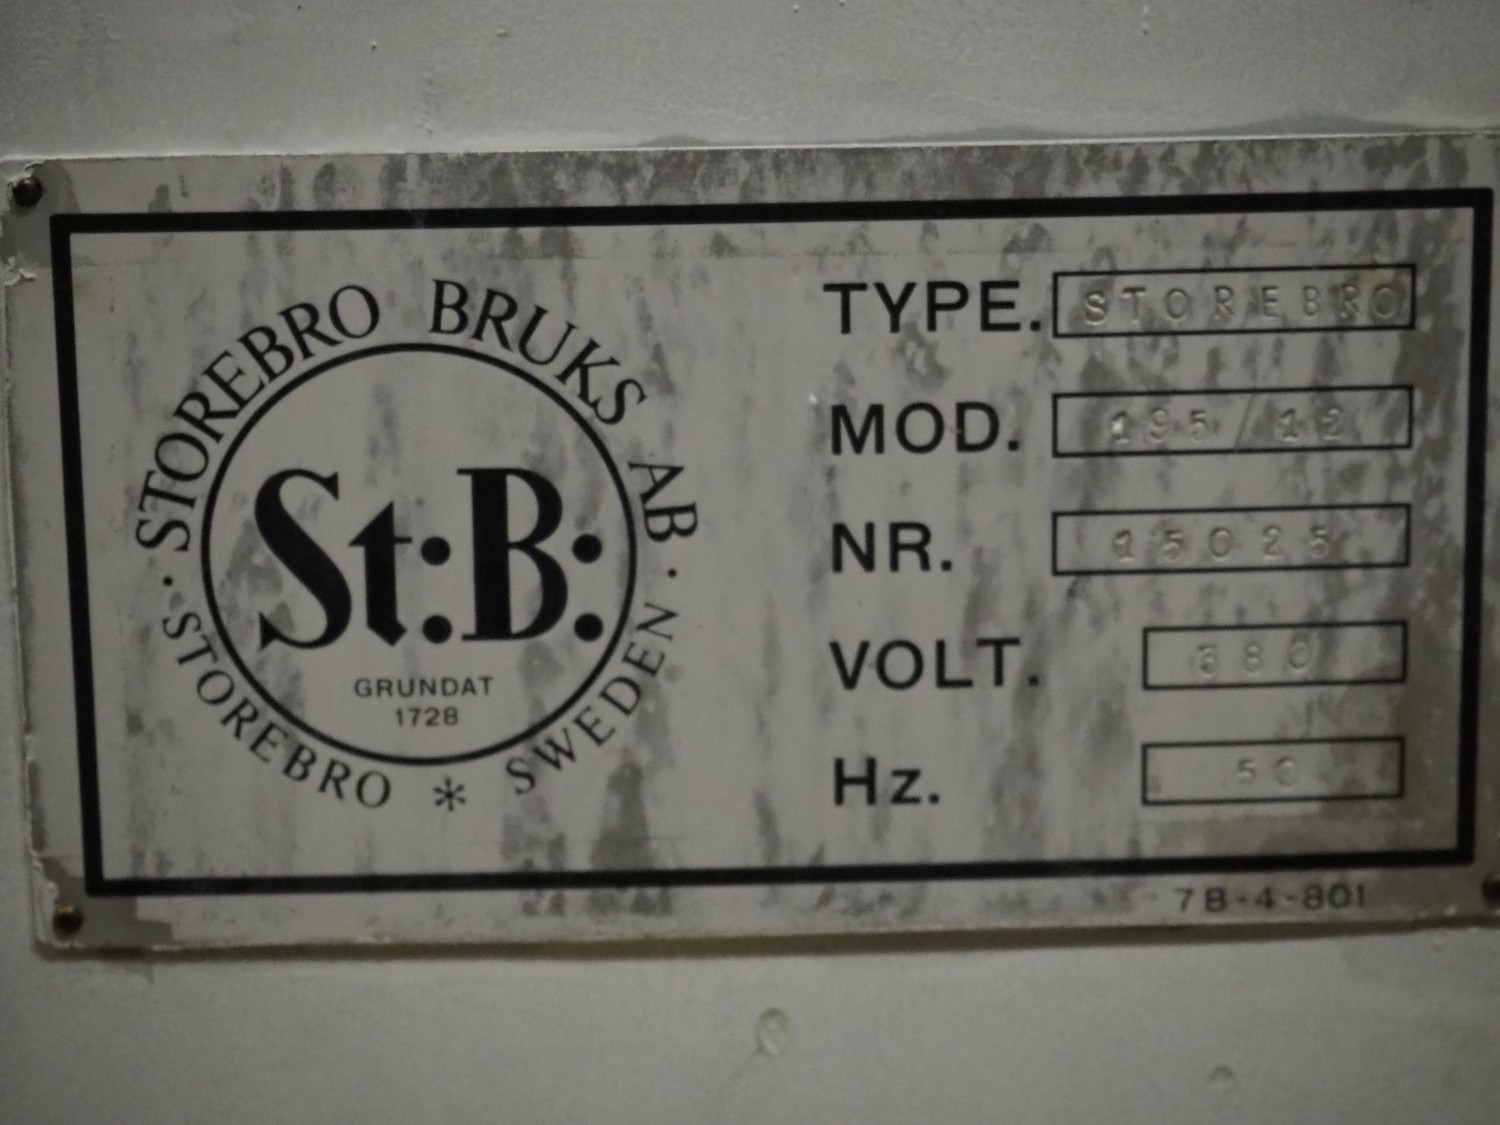 STOREBRO BRUKS AB
St:B:
GRUNDAT
1728
· STOREBRO * SWEDEN ·
TYPE. STOREBRO
MOD. 195/12
NR. 15025
VOLT. 380
Hz. 50
7B-4-801